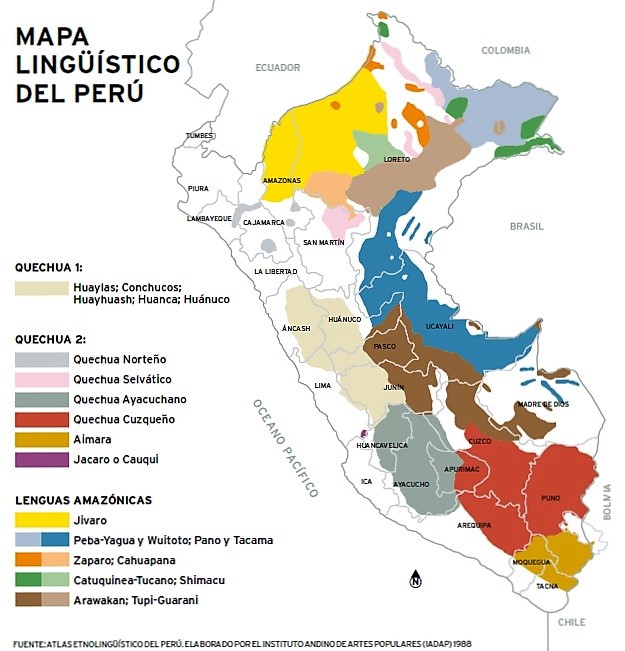 MAPA
LINGÜÍSTICO
DEL PERÚ
ECUADOR
COLOMBIA
TUMBES
PIURA
LAMBAYEQUE
AMAZONAS
CAJAMARCA
LORETO
SAN MARTÍN
BRASIL
LA LIBERTAD
QUECHUA 1:
Huaylas; Conchucos;
Huayhuash; Huanca; Huánuco
QUECHUA 2:
Quechua Norteño
Quechua Selvático
Quechua Ayacuchano
Quechua Cuzqueño
Aimara
Jacaro o Cauqui
LENGUAS AMAZÓNICAS
Jivaro
Peba-Yagua y Wuitoto; Pano y Tacama
Zaparo; Cahuapana
Catuquinea-Tucano; Shimacu
Arawakan; Tupi-Guarani
ÁNCASH
HUÁNUCO
UCAYALI
PASCO
LIMA
JUNÍN
MADRE DE DIOS
OCEANO PACÍFICO
HUANCAVELICA
CUZCO
APURIMAC
ICA
AYACUCHO
PUNO
BOLIVIA
AREQUIPA
MOQUEGUA
TACNA
N
CHILE
FUENTE: ATLAS ETNOLINGÜÍSTICO DEL PERÚ, ELABORADO POR EL INSTITUTO ANDINO DE ARTES POPULARES (IADAP) 1988